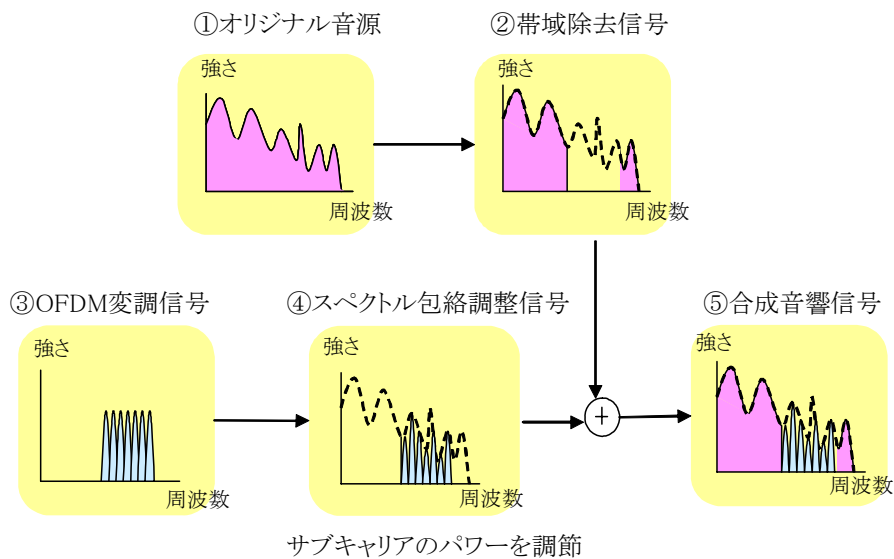 ①オリジナル音源
強さ
周波数
②帯域除去信号
強さ
周波数
③OFDM変調信号
強さ
周波数
④スペクトル包絡調整信号
強さ
周波数
+
⑤合成音響信号
強さ
周波数
サブキャリアのパワーを調節